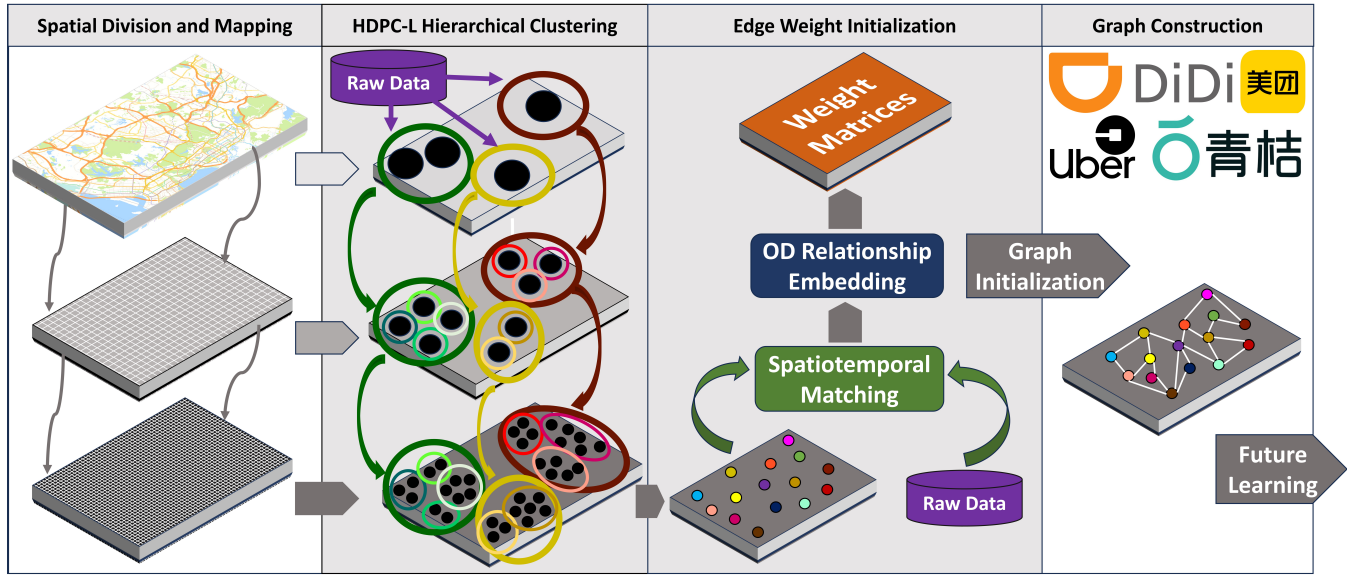 Spatial Division and Mapping
HDPC-L Hierarchical Clustering
Edge Weight Initialization
Graph Construction
Raw Data
Weight
Matrices
DiDi
美团
Uber
青桔
OD Relationship
Embedding
Graph
Initialization
Spatiotemporal
Matching
Raw Data
Future
Learning